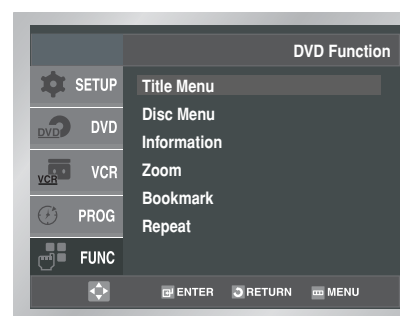 DVD Function
SETUP
DVD DVD
VCR VCR
PROG
FUNC
Title Menu
Disc Menu
Information
Zoom
Bookmark
Repeat
ENTER RETURN MENU